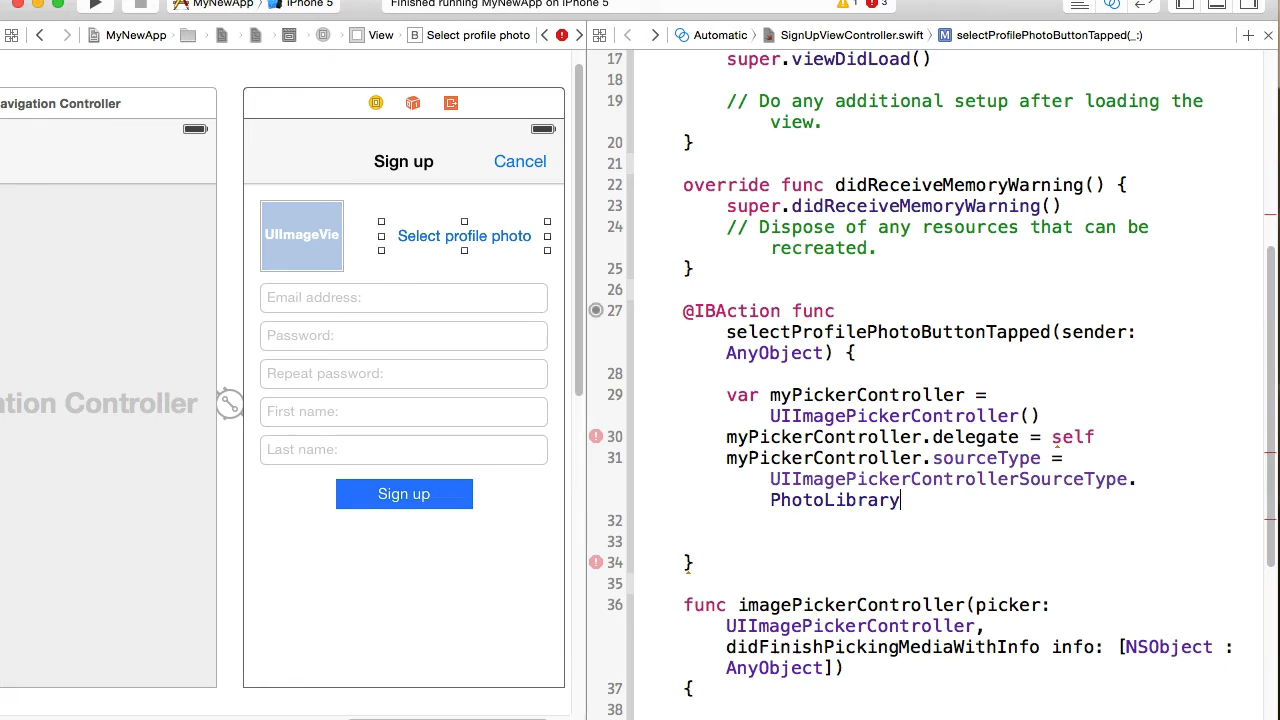 MyNewApp iPhone 5
Finished running MyNewApp on iPhone 5
1 3
MyNewApp View B Select profile photo
Automatic SignUpViewController.swift M selectProfilePhotoButtonTapped(_:)
avigation Controller
Sign up
Cancel
UIImageVie
Select profile photo
Email address:
Password:
Repeat password:
First name:
Last name:
Sign up
ation Controller
17 super.viewDidLoad()
18
19 // Do any additional setup after loading the
view.
20 }
21
22 override func didReceiveMemoryWarning() {
23 super.didReceiveMemoryWarning()
24 // Dispose of any resources that can be
recreated.
25 }
26
27 @IBAction func
selectProfilePhotoButtonTapped(sender:
AnyObject) {
28
29 var myPickerController =
UIImagePickerController()
30 myPickerController.delegate = self
31 myPickerController.sourceType =
UIImagePickerControllerSourceType.
PhotoLibrary
32
33
34 }
35
36 func imagePickerController(picker:
UIImagePickerController,
didFinishPickingMediaWithInfo info: [NSObject :
AnyObject])
37 {
38